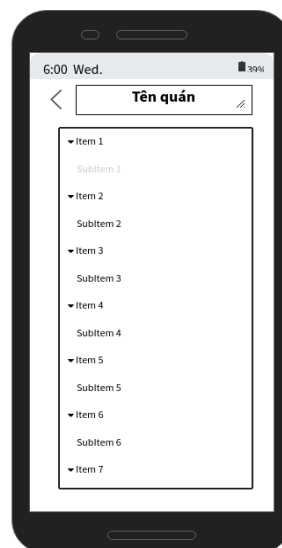 6:00 Wed.
39%
Tên quán
Item 1
SubItem 1
Item 2
SubItem 2
Item 3
SubItem 3
Item 4
SubItem 4
Item 5
SubItem 5
Item 6
SubItem 6
Item 7